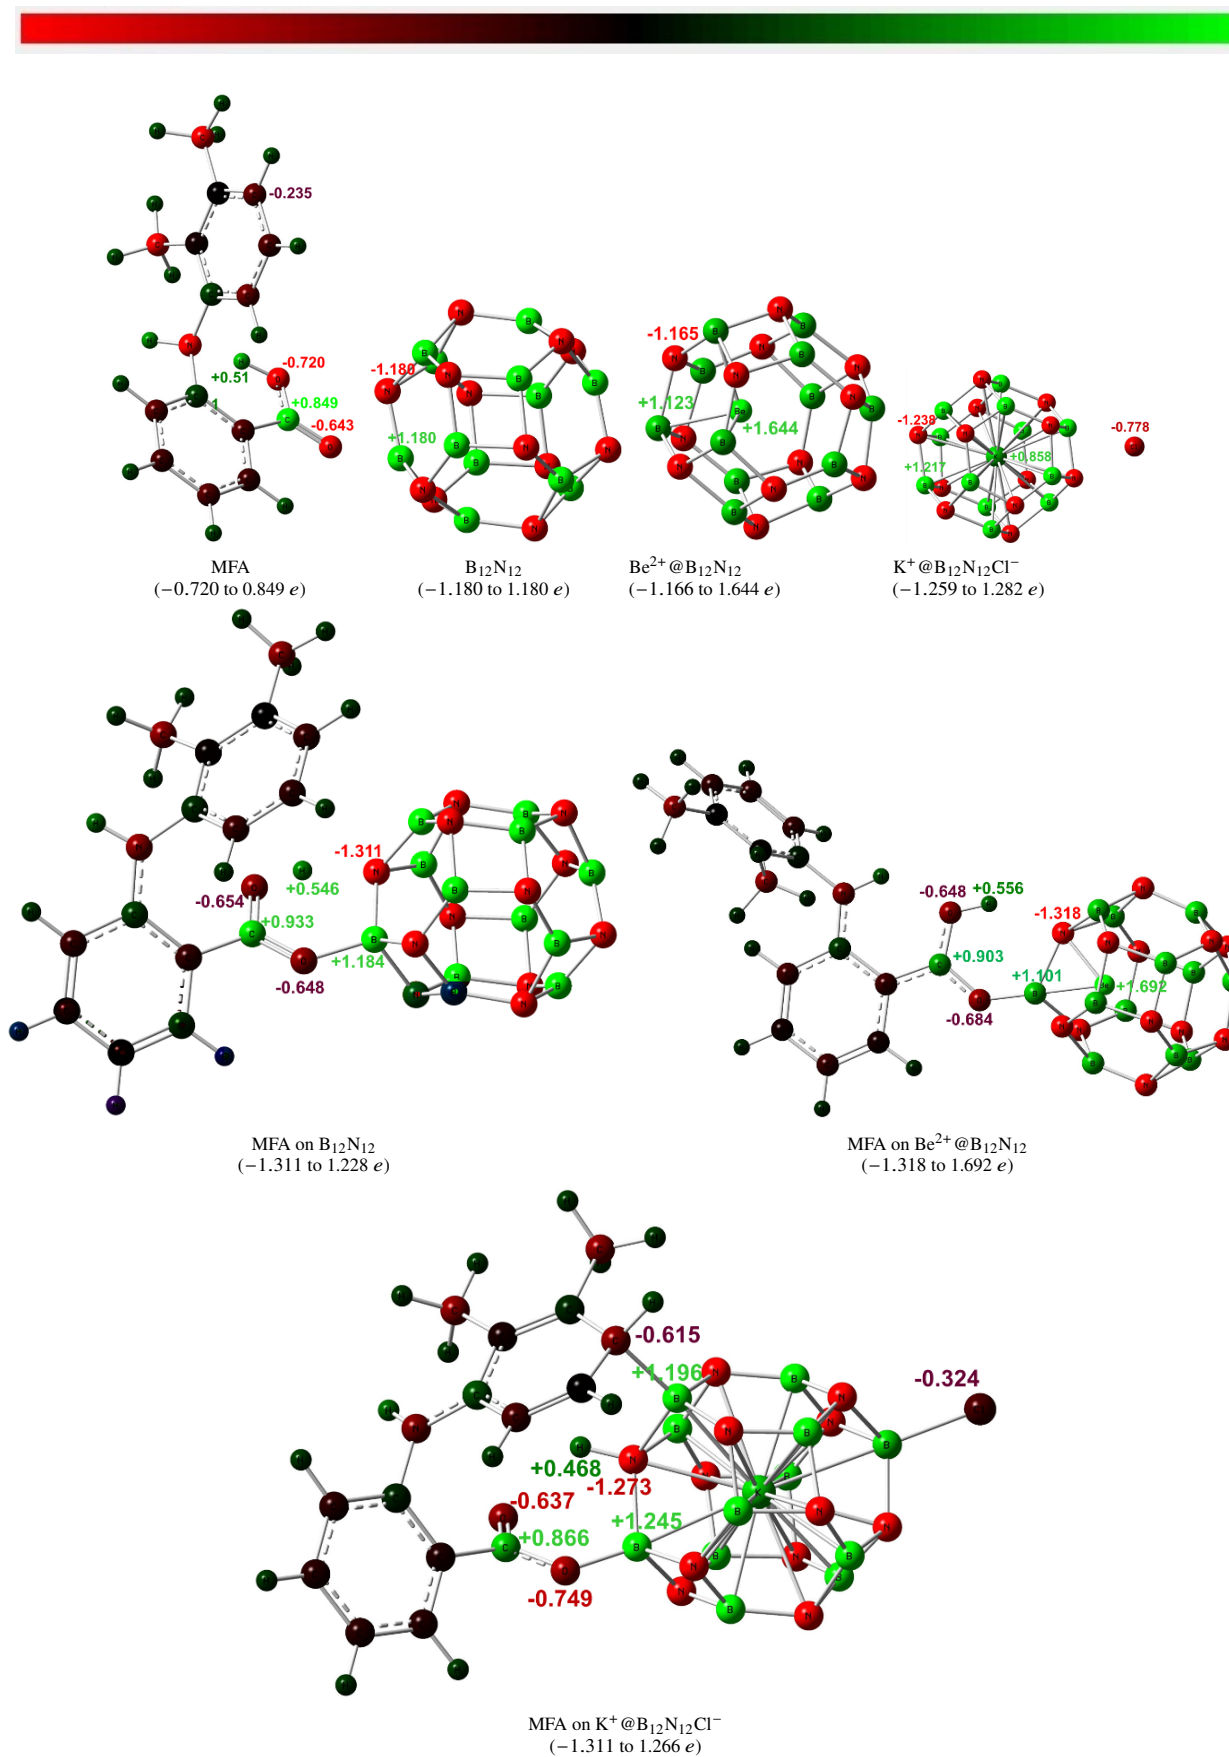 -0.235
-0.720
+0.51
1
+0.849
-0.643
-1.180
+1.180
-1.165
+1.123
+1.644
-1.238
+0.858
+1.217
-0.778
MFA
(−0.720 to 0.849 e)
B₁₂N₁₂
(−1.180 to 1.180 e)
Be²⁺@B₁₂N₁₂
(−1.166 to 1.644 e)
K⁺@B₁₂N₁₂Cl⁻
(−1.259 to 1.282 e)
-1.311
+0.546
-0.654
+0.933
+1.184
-0.648
-0.648
+0.556
-1.318
+0.903
+1.101
+1.692
-0.684
MFA on B₁₂N₁₂
(−1.311 to 1.228 e)
MFA on Be²⁺@B₁₂N₁₂
(−1.318 to 1.692 e)
-0.615
+1.196
-0.324
+0.468
-1.273
-0.637
+0.866
+1.245
-0.749
MFA on K⁺@B₁₂N₁₂Cl⁻
(−1.311 to 1.266 e)